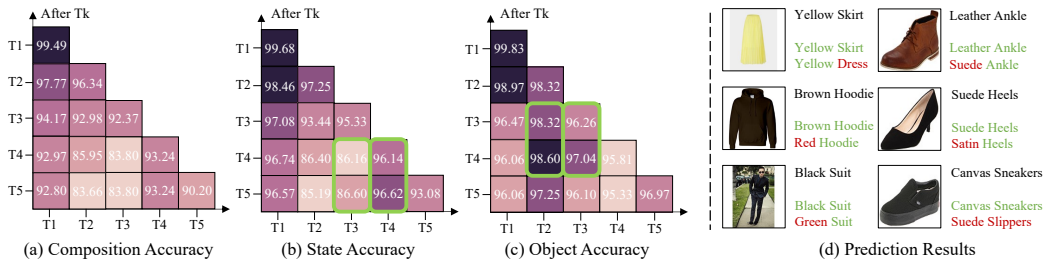 After Tk
T1
99.49
T2
97.77 96.34
T3
94.17 92.98 92.37
T4
92.97 85.95 83.80 93.24
T5
92.80 83.66 83.80 93.24 90.20
T1 T2 T3 T4 T5
(a) Composition Accuracy
After Tk
T1
99.68
T2
98.46 97.25
T3
97.08 93.44 95.33
T4
96.74 86.40 86.16 96.14
T5
96.57 85.19 86.60 96.62 93.08
T1 T2 T3 T4 T5
(b) State Accuracy
After Tk
T1
99.83
T2
98.97 98.32
T3
96.47 98.32 96.26
T4
96.06 98.60 97.04 95.81
T5
96.06 97.25 96.10 95.33 96.97
T1 T2 T3 T4 T5
(c) Object Accuracy
Yellow Skirt
Yellow Skirt
Yellow Dress
Leather Ankle
Leather Ankle
Suede Ankle
Brown Hoodie
Brown Hoodie
Red Hoodie
Suede Heels
Suede Heels
Satin Heels
Black Suit
Black Suit
Green Suit
Canvas Sneakers
Canvas Sneakers
Suede Slippers
(d) Prediction Results